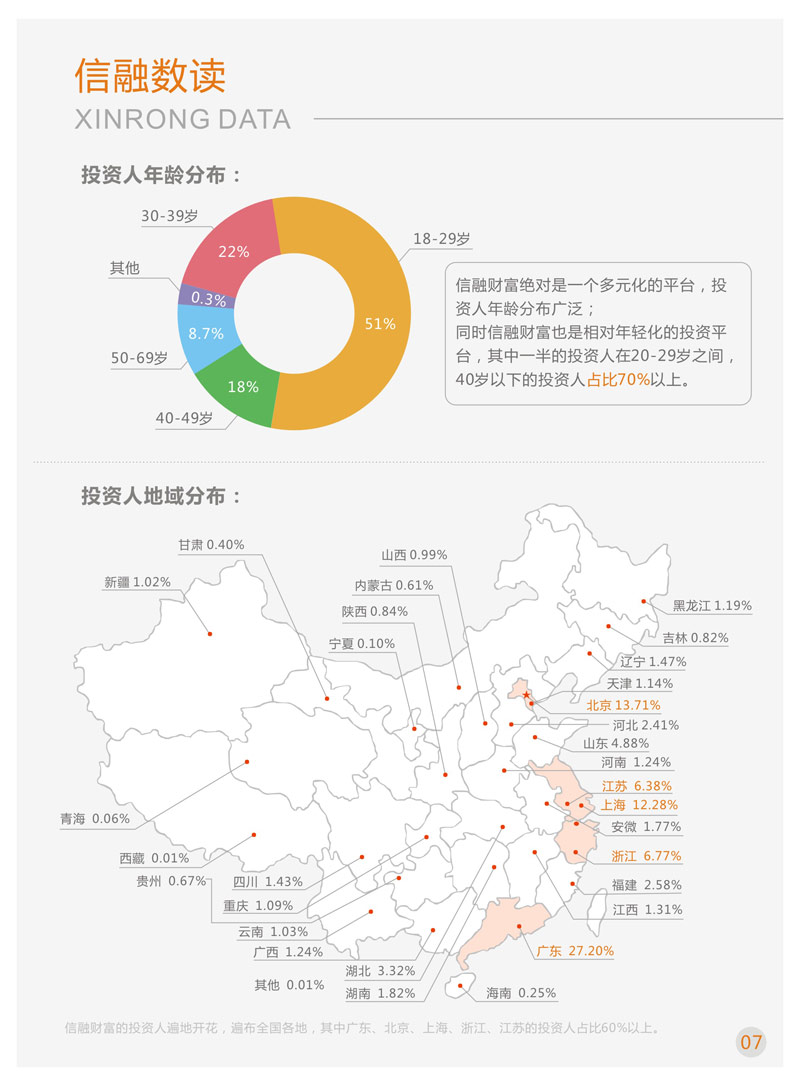 信融数读
XINRONG DATA
投资人年龄分布：
30-39岁
22%
18-29岁
51%
其他
0.3%
8.7%
50-69岁
18%
40-49岁
信融财富绝对是一个多元化的平台，投
资人年龄分布广泛；
同时信融财富也是相对年轻化的投资平
台，其中一半的投资人在20-29岁之间，
40岁以下的投资人占比70%以上。
投资人地域分布：
甘肃 0.40%
山西 0.99%
新疆 1.02%
内蒙古 0.61%
陕西 0.84%
宁夏 0.10%
黑龙江 1.19%
吉林 0.82%
辽宁 1.47%
天津 1.14%
北京 13.71%
河北 2.41%
山东 4.88%
河南 1.24%
江苏 6.38%
上海 12.28%
安微 1.77%
浙江 6.77%
福建 2.58%
江西 1.31%
青海 0.06%
西藏 0.01%
贵州 0.67%
四川 1.43%
重庆 1.09%
云南 1.03%
广西 1.24%
其他 0.01%
湖北 3.32%
湖南 1.82%
广东 27.20%
海南 0.25%
信融财富的投资人遍地开花，遍布全国各地，其中广东、北京、上海、浙江、江苏的投资人占比60%以上。
07